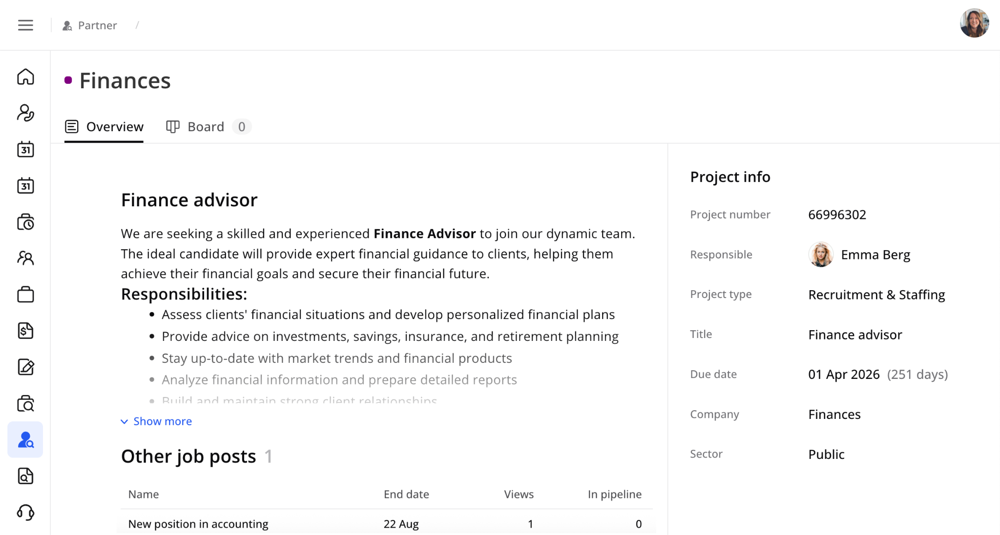 Partner /
Finances
Overview
Board 0
Finance advisor
We are seeking a skilled and experienced Finance Advisor to join our dynamic team.
The ideal candidate will provide expert financial guidance to clients, helping them
achieve their financial goals and secure their financial future.
Responsibilities:
• Assess clients' financial situations and develop personalized financial plans
• Provide advice on investments, savings, insurance, and retirement planning
• Stay up-to-date with market trends and financial products
• Analyze financial information and prepare detailed reports
• Build and maintain strong client relationships
Show more
Other job posts 1
Name End date Views In pipeline
New position in accounting 22 Aug 1 0
Project info
Project number 66996302
Responsible Emma Berg
Project type Recruitment & Staffing
Title Finance advisor
Due date 01 Apr 2026 (251 days)
Company Finances
Sector Public
31
31
$